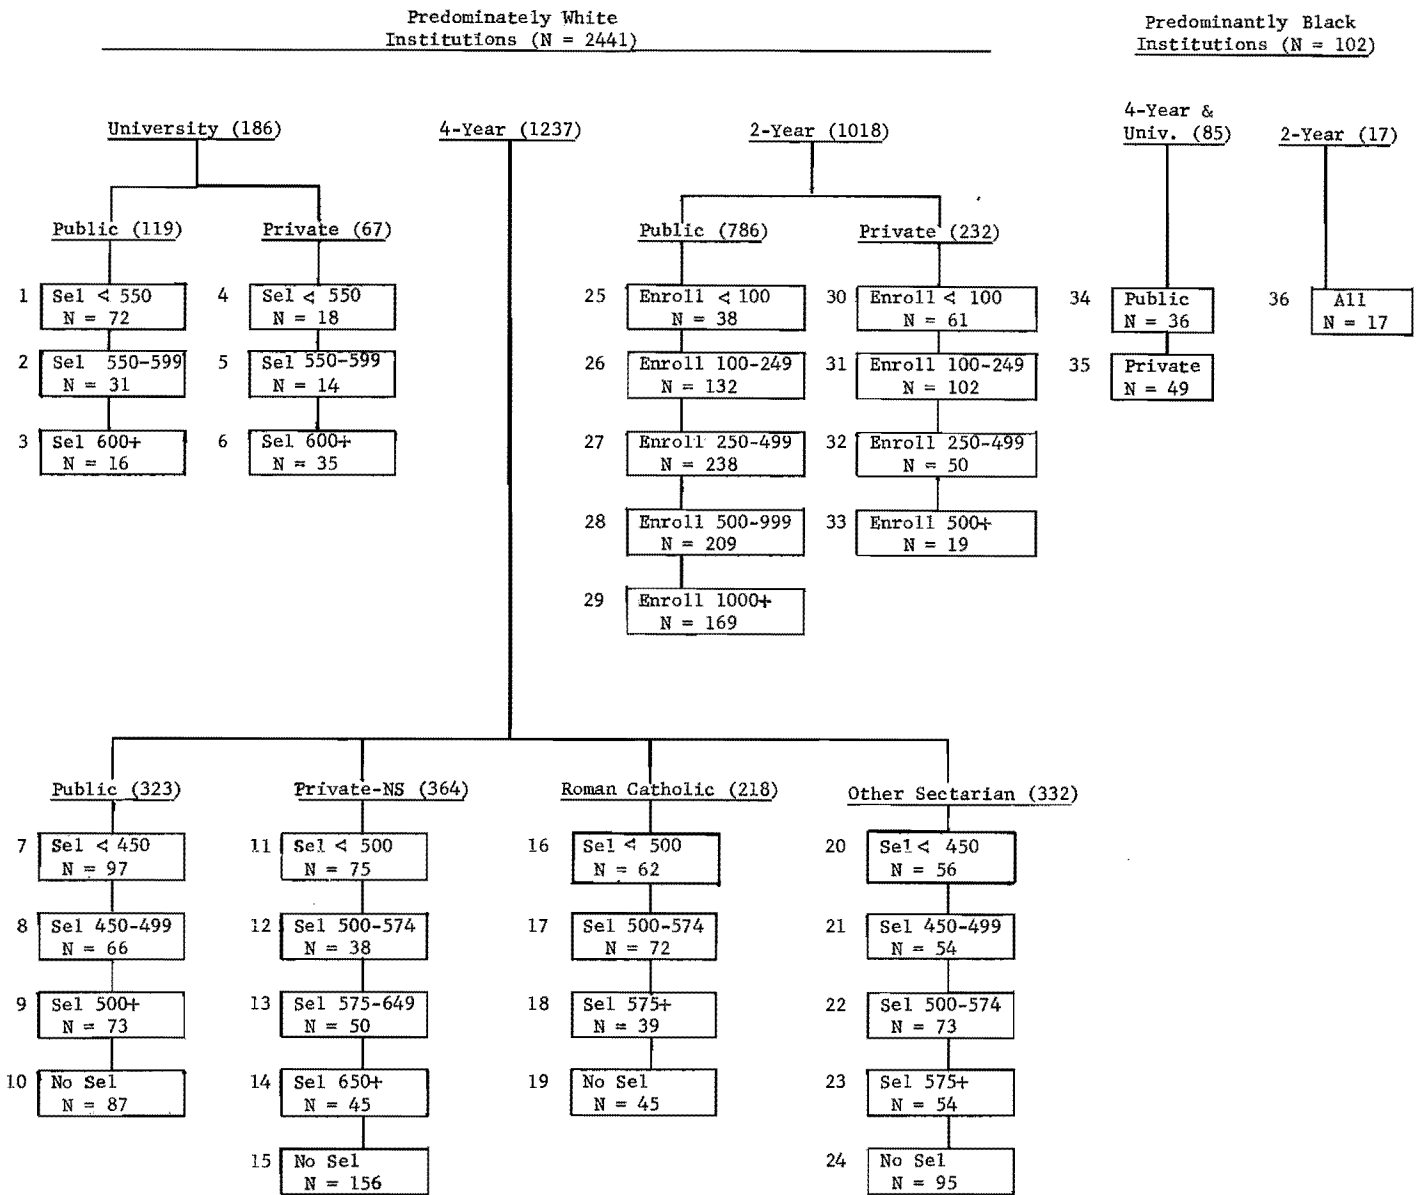 Predominately White
Institutions (N = 2441)
Predominantly Black
Institutions (N = 102)
University (186)
4-Year (1237)
2-Year (1018)
4-Year &
Univ. (85)
2-Year (17)
Public (119)
Private (67)
Public (786)
Private (232)
1 Sel < 550
N = 72
2 Sel 550-599
N = 31
3 Sel 600+
N = 16
4 Sel < 550
N = 18
5 Sel 550-599
N = 14
6 Sel 600+
N = 35
25 Enroll < 100
N = 38
26 Enroll 100-249
N = 132
27 Enroll 250-499
N = 238
28 Enroll 500-999
N = 209
29 Enroll 1000+
N = 169
30 Enroll < 100
N = 61
31 Enroll 100-249
N = 102
32 Enroll 250-499
N = 50
33 Enroll 500+
N = 19
34 Public
N = 36
35 Private
N = 49
36 All
N = 17
Public (323)
Private-NS (364)
Roman Catholic (218)
Other Sectarian (332)
7 Sel < 450
N = 97
8 Sel 450-499
N = 66
9 Sel 500+
N = 73
10 No Sel
N = 87
11 Sel < 500
N = 75
12 Sel 500-574
N = 38
13 Sel 575-649
N = 50
14 Sel 650+
N = 45
15 No Sel
N = 156
16 Sel < 500
N = 62
17 Sel 500-574
N = 72
18 Sel 575+
N = 39
19 No Sel
N = 45
20 Sel < 450
N = 56
21 Sel 450-499
N = 54
22 Sel 500-574
N = 73
23 Sel 575+
N = 54
24 No Sel
N = 95